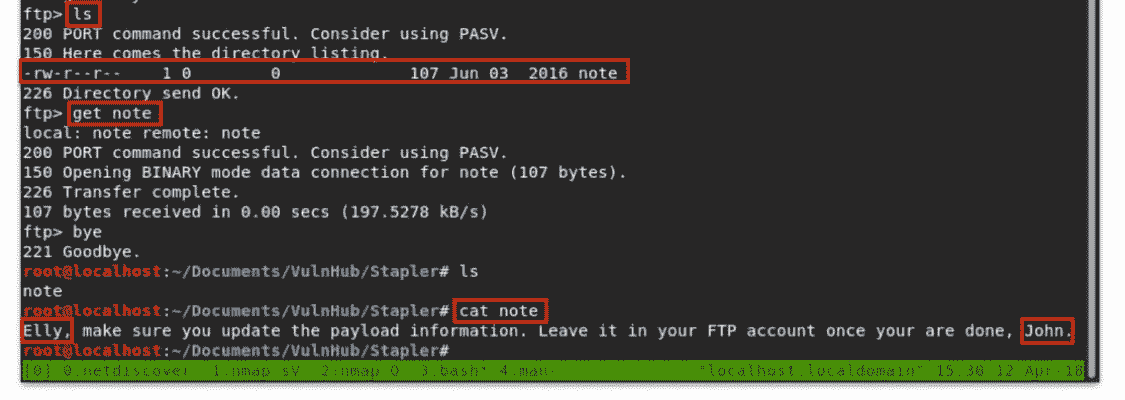 ftp> ls
200 PORT command successful. Consider using PASV.
150 Here comes the directory listing.
-rw-r--r-- 1 0 0 107 Jun 03 2016 note
226 Directory send OK.
ftp> get note
local: note remote: note
200 PORT command successful. Consider using PASV.
150 Opening BINARY mode data connection for note (107 bytes).
226 Transfer complete.
107 bytes received in 0.00 secs (197.5278 kB/s)
ftp> bye
221 Goodbye.
root@localhost:~/Documents/VulnHub/Stapler# ls
note
root@localhost:~/Documents/VulnHub/Stapler# cat note
Elly, make sure you update the payload information. Leave it in your FTP account once your are done, John.
root@localhost:~/Documents/VulnHub/Stapler#
[0] 0:netdiscover 1:nmap sV 2:nmap O 3:bash* 4:man- "localhost.localdomain" 15:30 12-Apr-18